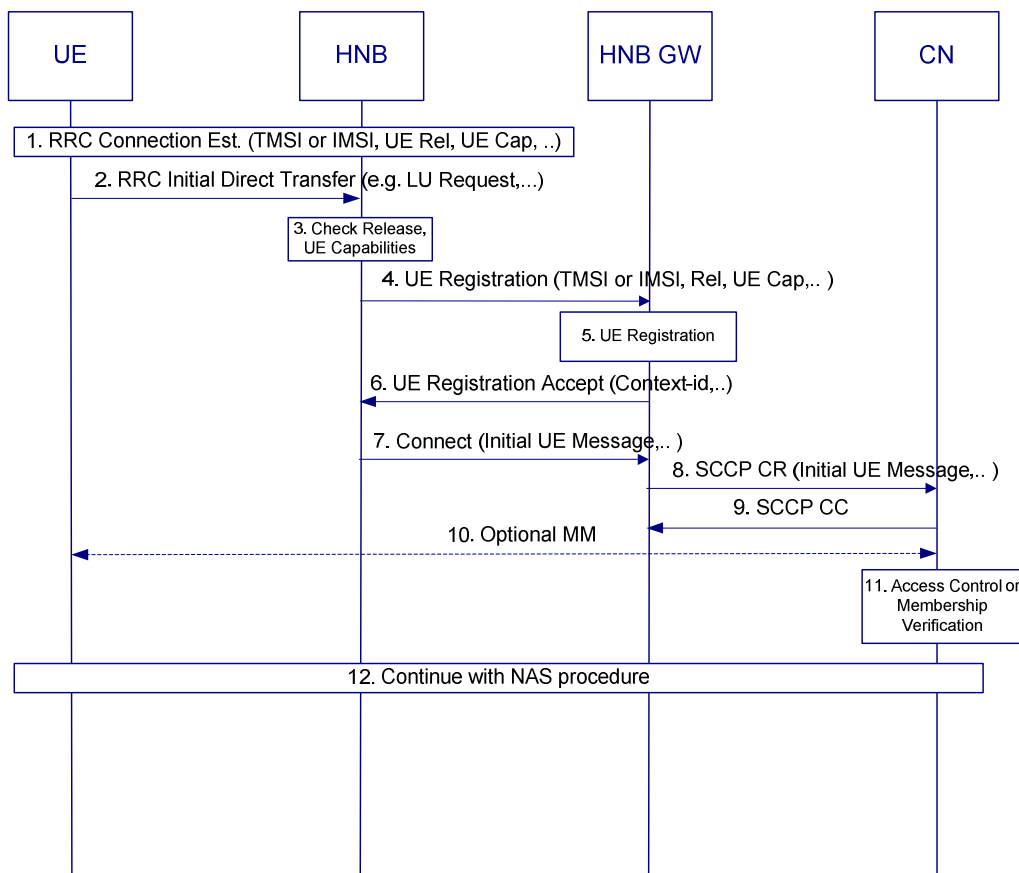 UE
HNB
HNB GW
CN
1. RRC Connection Est. (TMSI or IMSI, UE Rel, UE Cap, ..)
2. RRC Initial Direct Transfer (e.g. LU Request,...)
3. Check Release,
UE Capabilities
4. UE Registration (TMSI or IMSI, Rel, UE Cap,.. )
5. UE Registration
6. UE Registration Accept (Context-id,..)
7. Connect (Initial UE Message,.. )
8. SCCP CR (Initial UE Message,.. )
9. SCCP CC
10. Optional MM
11. Access Control or
Membership
Verification
12. Continue with NAS procedure